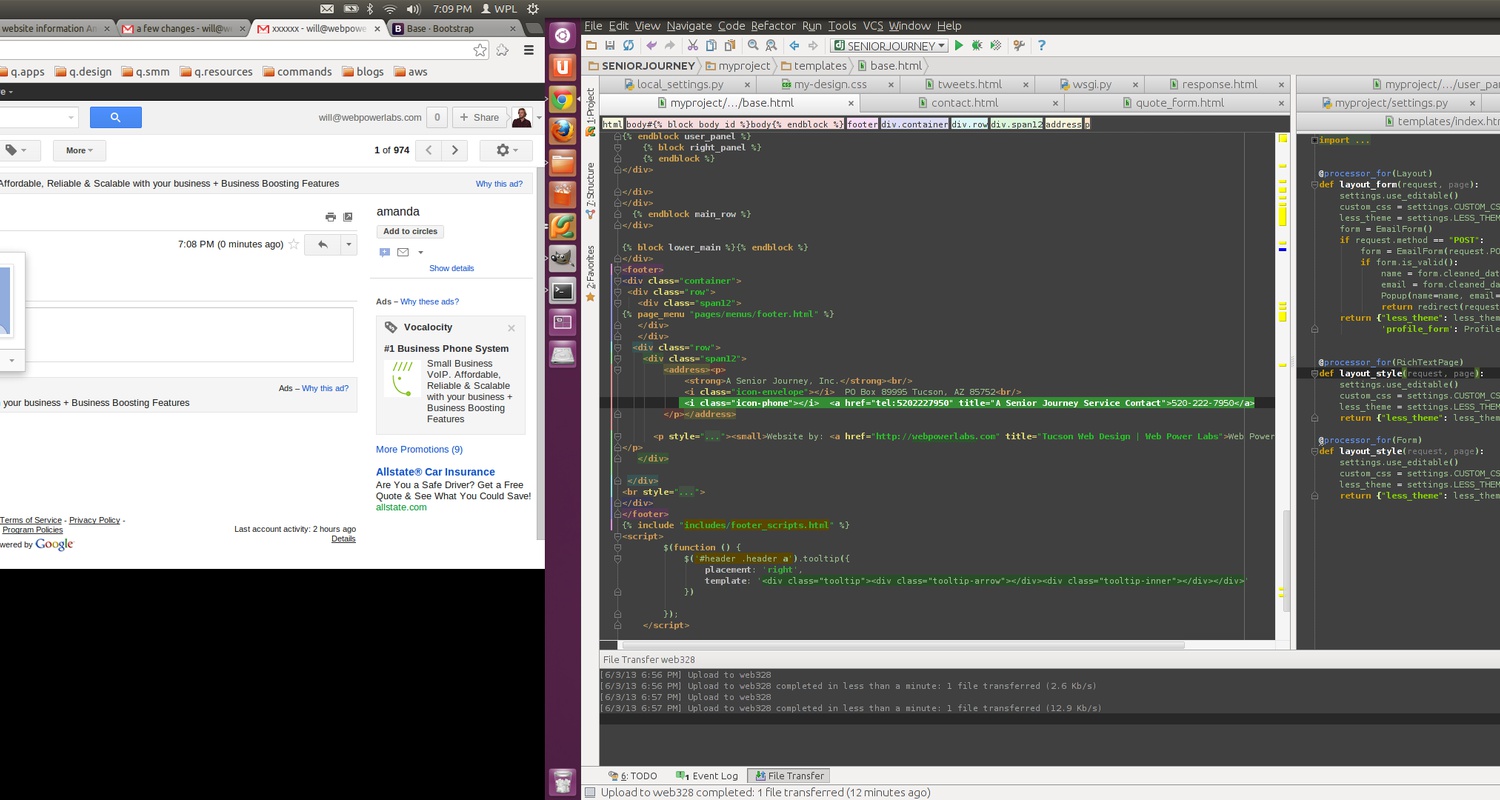 7:09 PM WPL
website information An
a few changes - will@we
xxxxxx - will@webpowe
Base · Bootstrap
q.apps q.design q.smm q.resources commands blogs aws
will@webpowerlabs.com 0 + Share
More
1 of 974
Affordable, Reliable & Scalable with your business + Business Boosting Features Why this ad?
amanda
Add to circles
7:08 PM (0 minutes ago)
Show details
Ads – Why these ads?
Vocalocity
#1 Business Phone System
Small Business
VoIP. Affordable,
Reliable & Scalable
with your business +
Business Boosting
Features
Ads – Why this ad?
your business + Business Boosting Features
More Promotions (9)
Allstate® Car Insurance
Are You a Safe Driver? Get a Free
Quote & See What You Could Save!
allstate.com
Terms of Service - Privacy Policy -
Program Policies
wered by Google
Last account activity: 2 hours ago
Details
File Edit View Navigate Code Refactor Run Tools VCS Window Help
SENIORJOURNEY
SENIORJOURNEY myproject templates base.html
local_settings.py my-design.css tweets.html wsgi.py response.html
myproject/.../base.html contact.html quote_form.html
html body#{% block body id %}body{% endblock %} footer div.container div.row div.span12 address p
1: Project
7: Structure
2: Favorites
{% endblock user_panel %}
{% block right_panel %}
{% endblock %}
</div>
</div>
</div>
{% endblock main_row %}
</div>
{% block lower_main %}{% endblock %}
</div>
<footer>
<div class="container">
<div class="row">
<div class="span12">
{% page_menu "pages/menus/footer.html" %}
</div>
</div>
<div class="row">
<div class="span12">
<address><p>
<strong>A Senior Journey, Inc.</strong><br/>
<i class="icon-envelope"></i> PO Box 89995 Tucson, AZ 85752<br/>
<i class="icon-phone"></i> <a href="tel:5202227950" title="A Senior Journey Service Contact">520-222-7950</a>
</p></address>
<p style="..."><small>Website by: <a href="http://webpowerlabs.com" title="Tucson Web Design | Web Power Labs">Web Power
</p>
</div>
</div>
<br style="...">
</div>
</footer>
{% include "includes/footer_scripts.html" %}
<script>
$(function () {
$('#header .header a').tooltip({
placement: 'right',
template: '<div class="tooltip"><div class="tooltip-arrow"></div><div class="tooltip-inner"></div></div>'
})
});
</script>
myproject/.../user_pan
myproject/settings.py
templates/index.htm
import ...
@processor_for(Layout)
def layout_form(request, page):
settings.use_editable()
custom_css = settings.CUSTOM_CS
less_theme = settings.LESS_THEM
form = EmailForm()
if request.method == "POST":
form = EmailForm(request.PO
if form.is_valid():
name = form.cleaned_dat
email = form.cleaned_da
Popup(name=name, email=
return redirect(request
return {"less_theme": less_them
'profile_form': Profile
@processor_for(RichTextPage)
def layout_style(request, page):
settings.use_editable()
custom_css = settings.CUSTOM_CS
less_theme = settings.LESS_THEM
return {"less_theme": less_them
@processor_for(Form)
def layout_style(request, page):
settings.use_editable()
custom_css = settings.CUSTOM_CS
less_theme = settings.LESS_THEM
return {"less_theme": less_them
File Transfer web328
[6/3/13 6:56 PM] Upload to web328
[6/3/13 6:56 PM] Upload to web328 completed in less than a minute: 1 file transferred (2.6 Kb/s)
[6/3/13 6:57 PM] Upload to web328
[6/3/13 6:57 PM] Upload to web328 completed in less than a minute: 1 file transferred (12.9 Kb/s)
6: TODO 1 Event Log File Transfer
Upload to web328 completed: 1 file transferred (12 minutes ago)